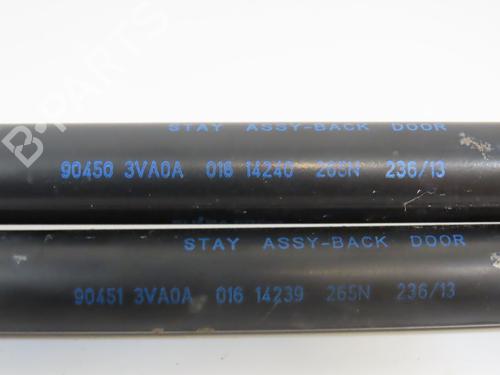 B-PARTS
STAY ASSY-BACK DOOR
90450 3VA0A 016 14240 265N 236/13
STAY ASSY-BACK DOOR
90451 3VA0A 016 14239 265N 236/13